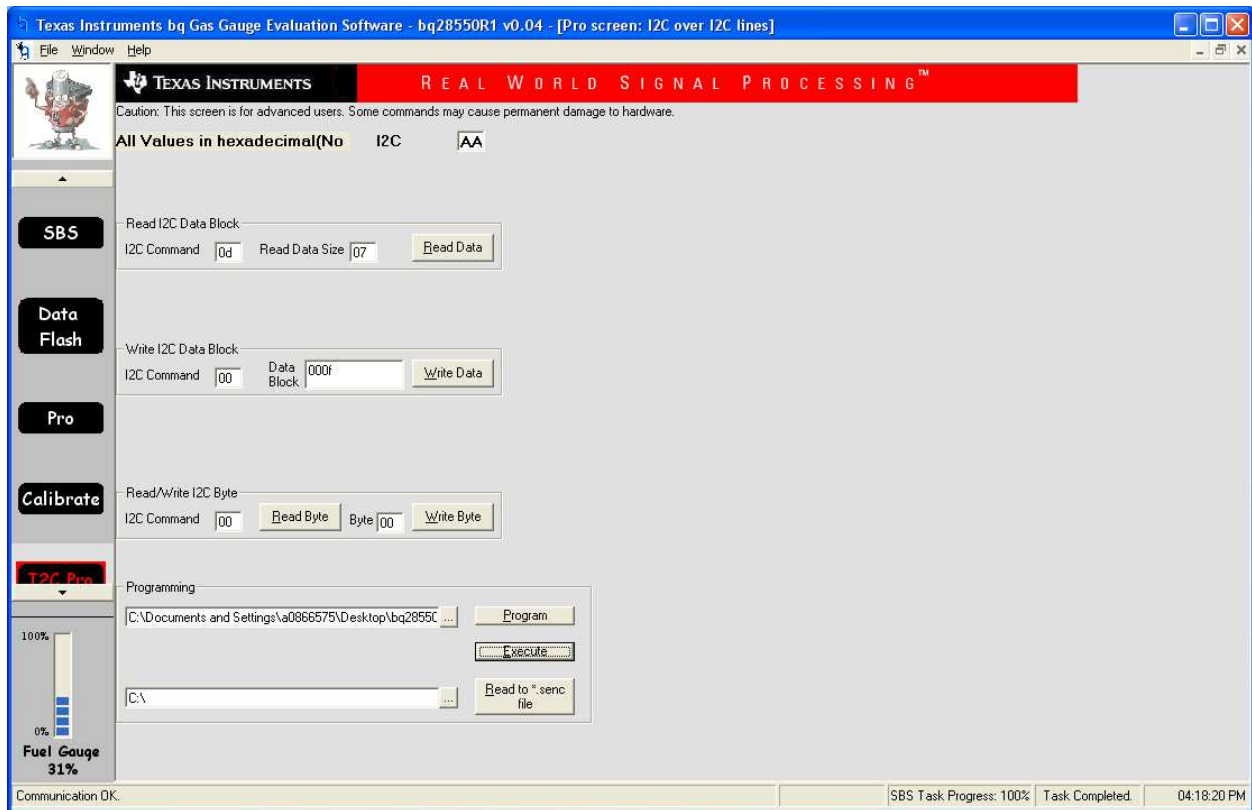 Texas Instruments bq Gas Gauge Evaluation Software - bq28550R1 v0.04 - [Pro screen: I2C over I2C lines]
File Window Help
TEXAS INSTRUMENTS
REAL WORLD SIGNAL PROCESSING™
Caution: This screen is for advanced users. Some commands may cause permanent damage to hardware.
All Values in hexadecimal(No I2C AA
SBS
Data
Flash
Pro
Calibrate
I2C Pro
Read I2C Data Block
I2C Command 0d Read Data Size 07 Read Data
Write I2C Data Block
I2C Command 00 Data Block 000f Write Data
Read/Write I2C Byte
I2C Command 00 Read Byte Byte 00 Write Byte
Programming
C:\Documents and Settings\a0866575\Desktop\bq2855C ... Program
Execute
C:\ ... Read to *.senc file
100%
0%
Fuel Gauge
31%
Communication OK. SBS Task Progress: 100% Task Completed. 04:18:20 PM